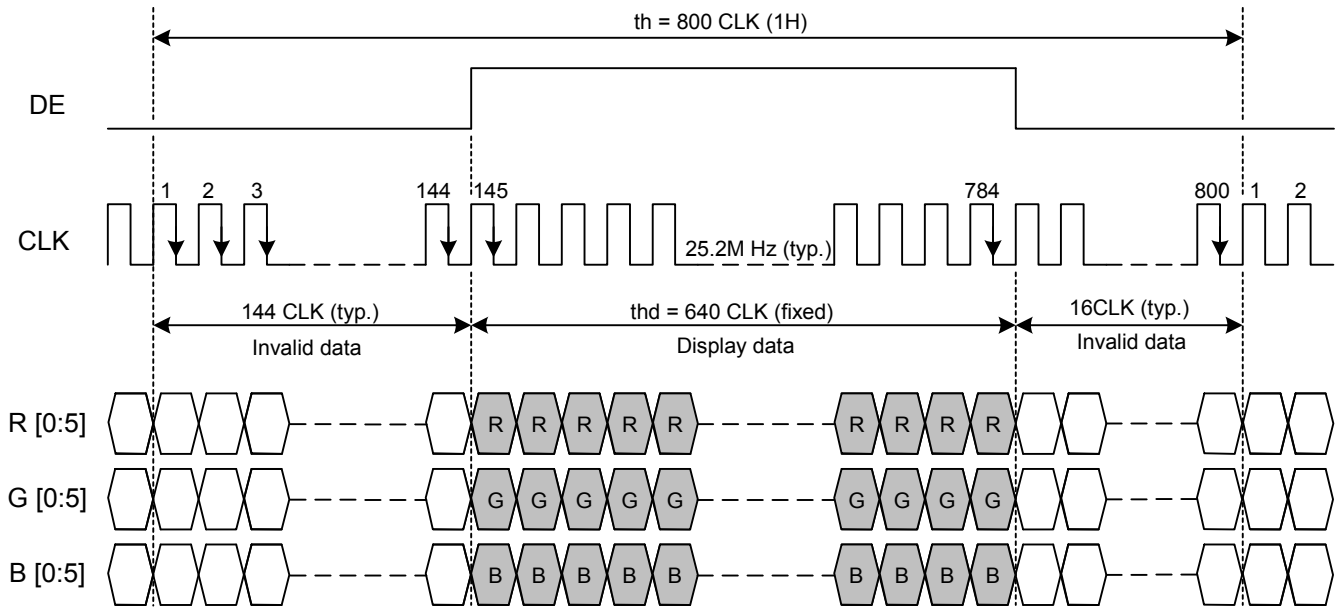 th = 800 CLK (1H)
DE
1 2 3 144 145 784 800 1 2
CLK
25.2M Hz (typ.)
144 CLK (typ.) thd = 640 CLK (fixed) 16CLK (typ.)
Invalid data Display data Invalid data
R [0:5] R R R R R R R R R
G [0:5] G G G G G G G G G
B [0:5] B B B B B B B B B